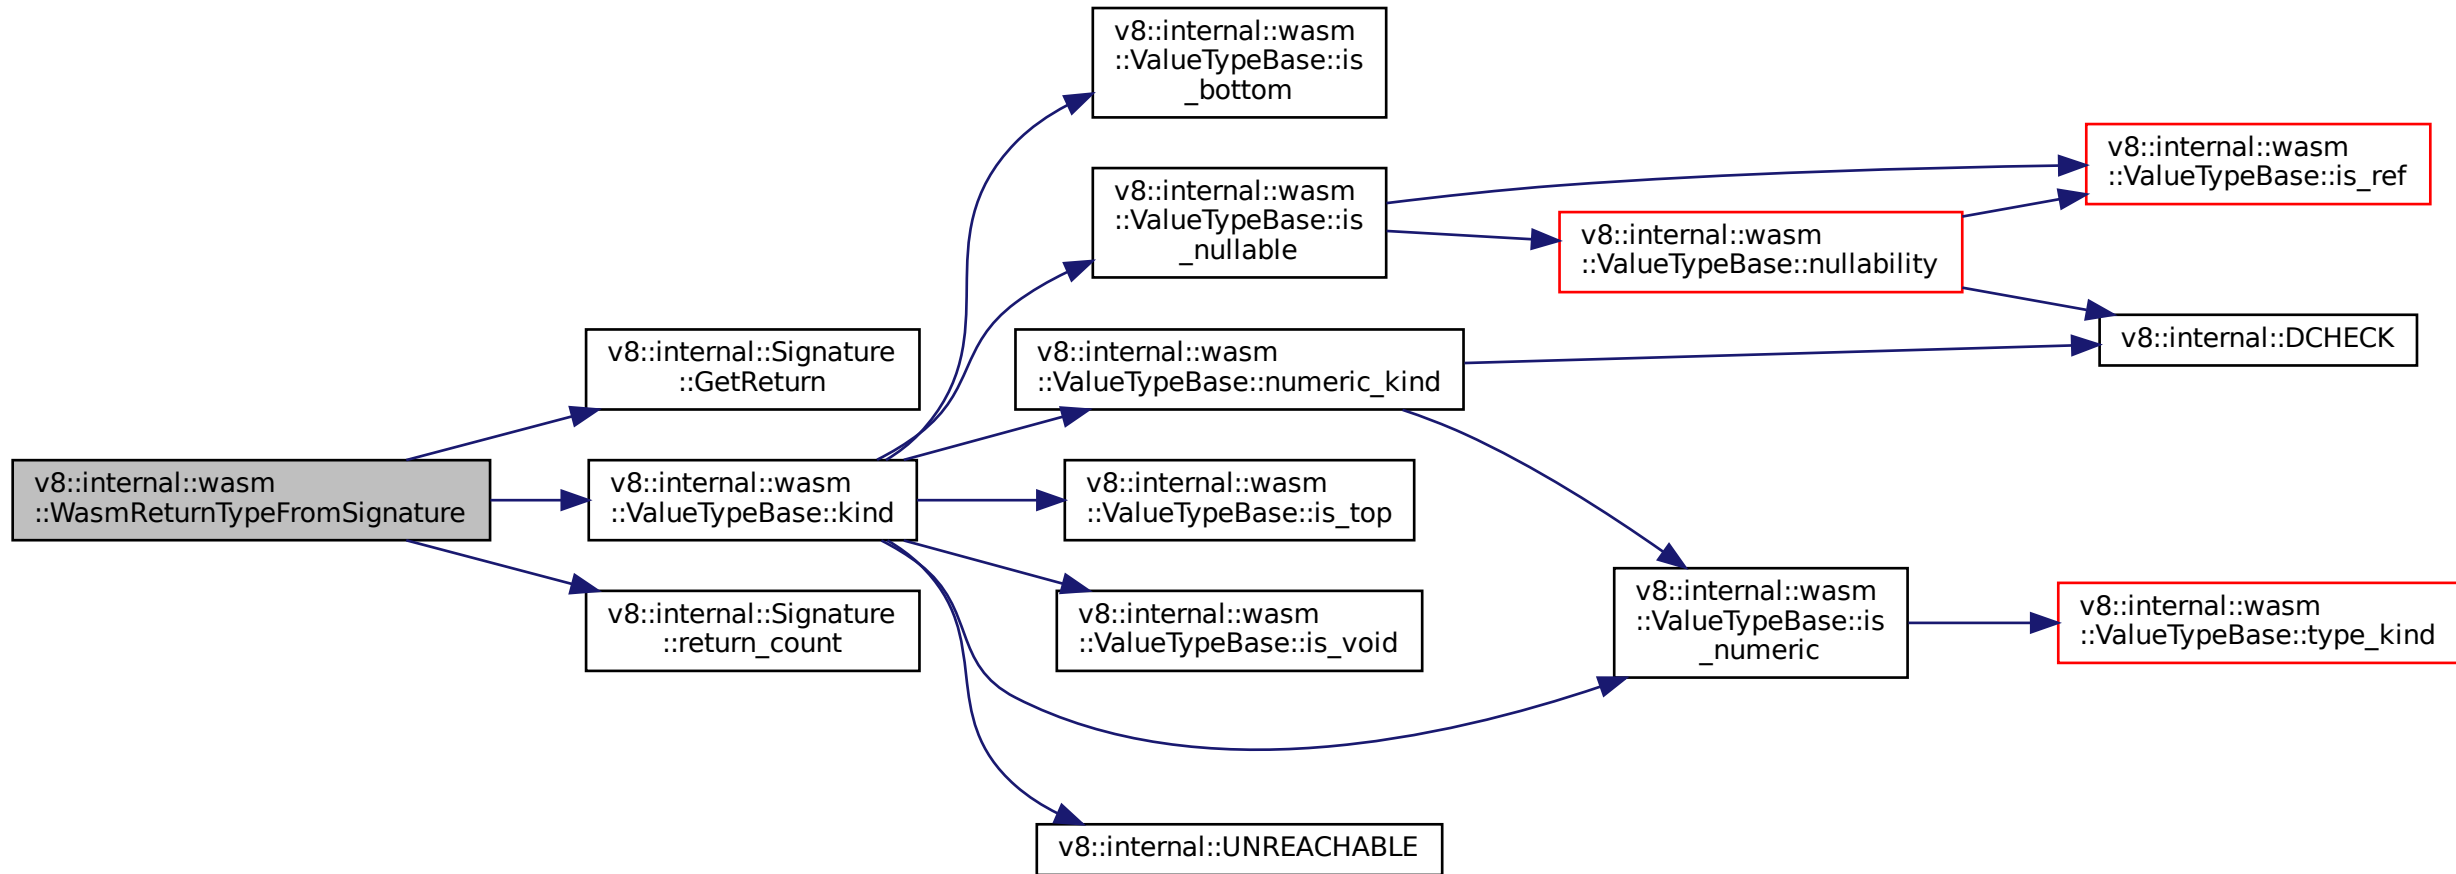 v8::internal::wasm
::ValueTypeBase::is
_bottom
v8::internal::wasm
::ValueTypeBase::is_ref
v8::internal::wasm
::ValueTypeBase::is
_nullable
v8::internal::wasm
::ValueTypeBase::nullability
v8::internal::DCHECK
v8::internal::Signature
::GetReturn
v8::internal::wasm
::ValueTypeBase::numeric_kind
v8::internal::wasm
::WasmReturnTypeFromSignature
v8::internal::wasm
::ValueTypeBase::kind
v8::internal::wasm
::ValueTypeBase::is_top
v8::internal::Signature
::return_count
v8::internal::wasm
::ValueTypeBase::is_void
v8::internal::wasm
::ValueTypeBase::is
_numeric
v8::internal::wasm
::ValueTypeBase::type_kind
v8::internal::UNREACHABLE